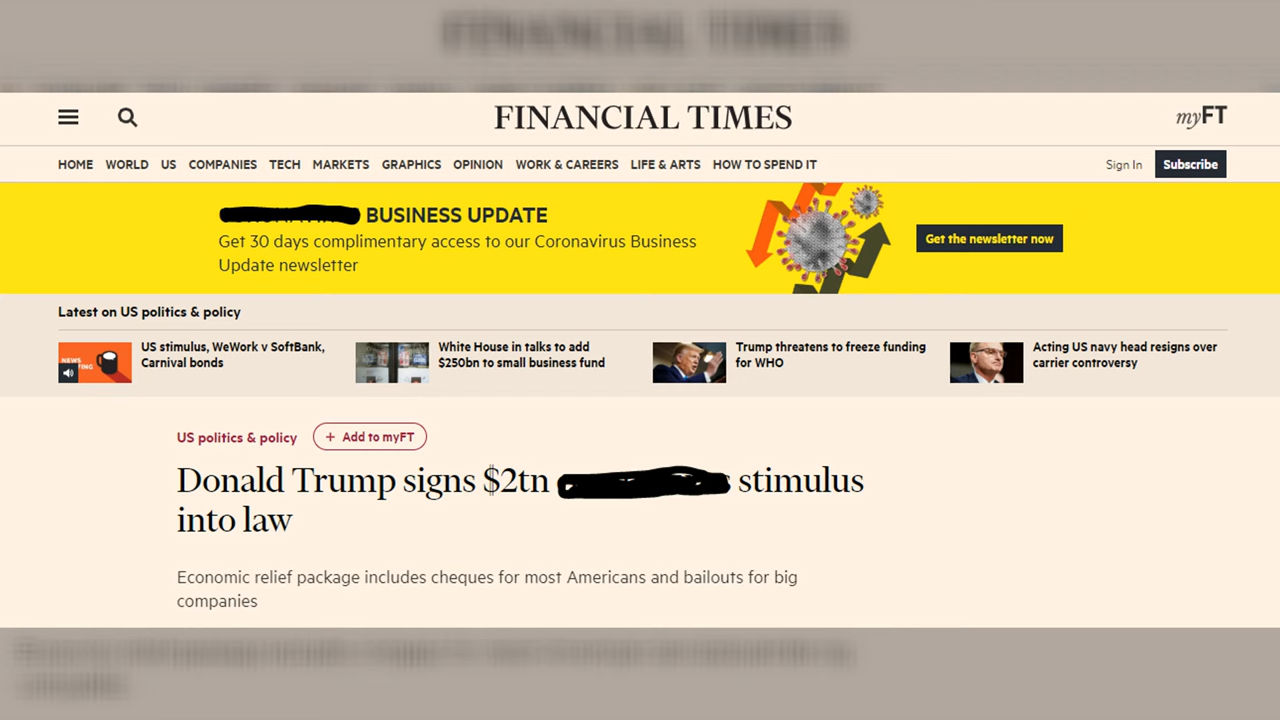 FINANCIAL TIMES
FINANCIAL TIMES
myFT
HOME WORLD US COMPANIES TECH MARKETS GRAPHICS OPINION WORK & CAREERS LIFE & ARTS HOW TO SPEND IT
Sign In Subscribe
BUSINESS UPDATE
Get 30 days complimentary access to our Coronavirus Business
Update newsletter
Get the newsletter now
Latest on US politics & policy
NEWS
US stimulus, WeWork v SoftBank,
Carnival bonds
White House in talks to add
$250bn to small business fund
Trump threatens to freeze funding
for WHO
Acting US navy head resigns over
carrier controversy
US politics & policy
+ Add to myFT
Donald Trump signs $2tn stimulus
into law
Economic relief package includes cheques for most Americans and bailouts for big
companies